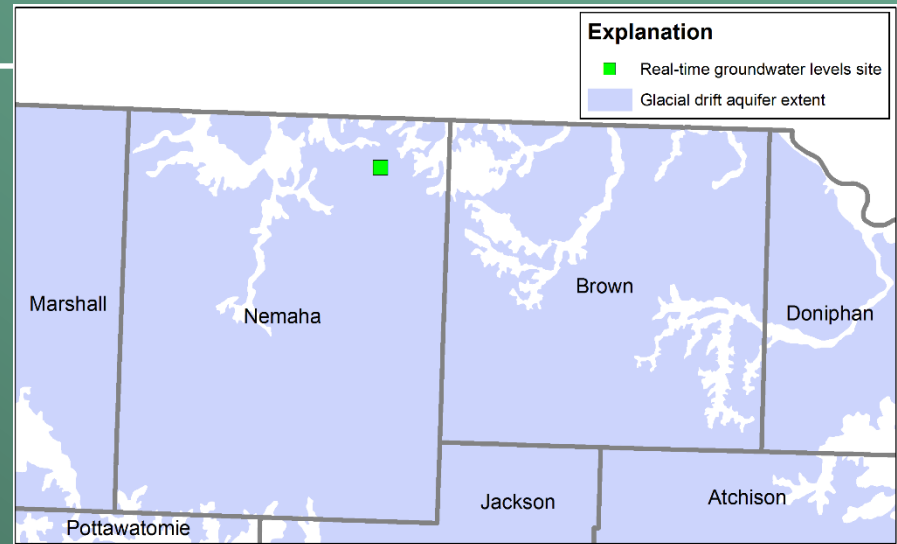 Explanation
Real-time groundwater levels site
Glacial drift aquifer extent
Marshall
Nemaha
Brown
Doniphan
Jackson
Atchison
Pottawatomie